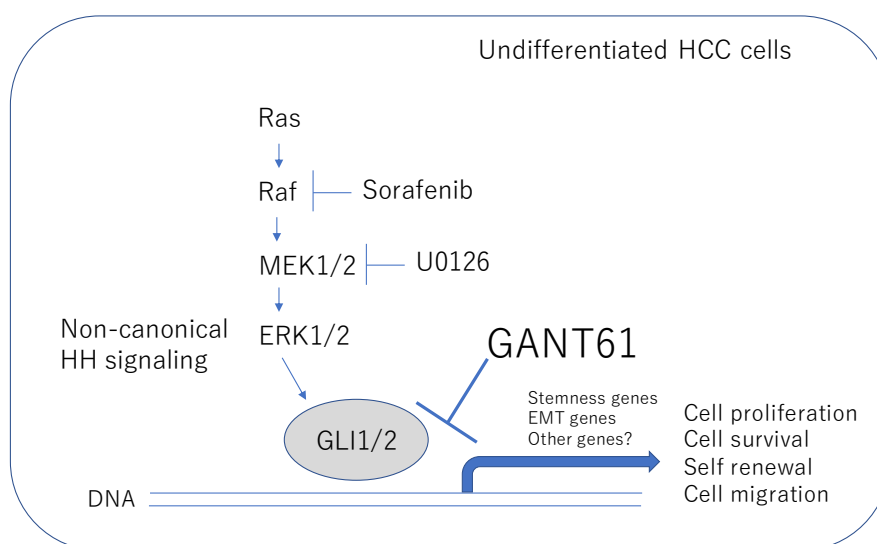 Undifferentiated HCC cells
Ras
Raf
Sorafenib
MEK1/2
U0126
Non-canonical
HH signaling
ERK1/2
GANT61
GLI1/2
Stemness genes
EMT genes
Other genes?
Cell proliferation
Cell survival
Self renewal
Cell migration
DNA